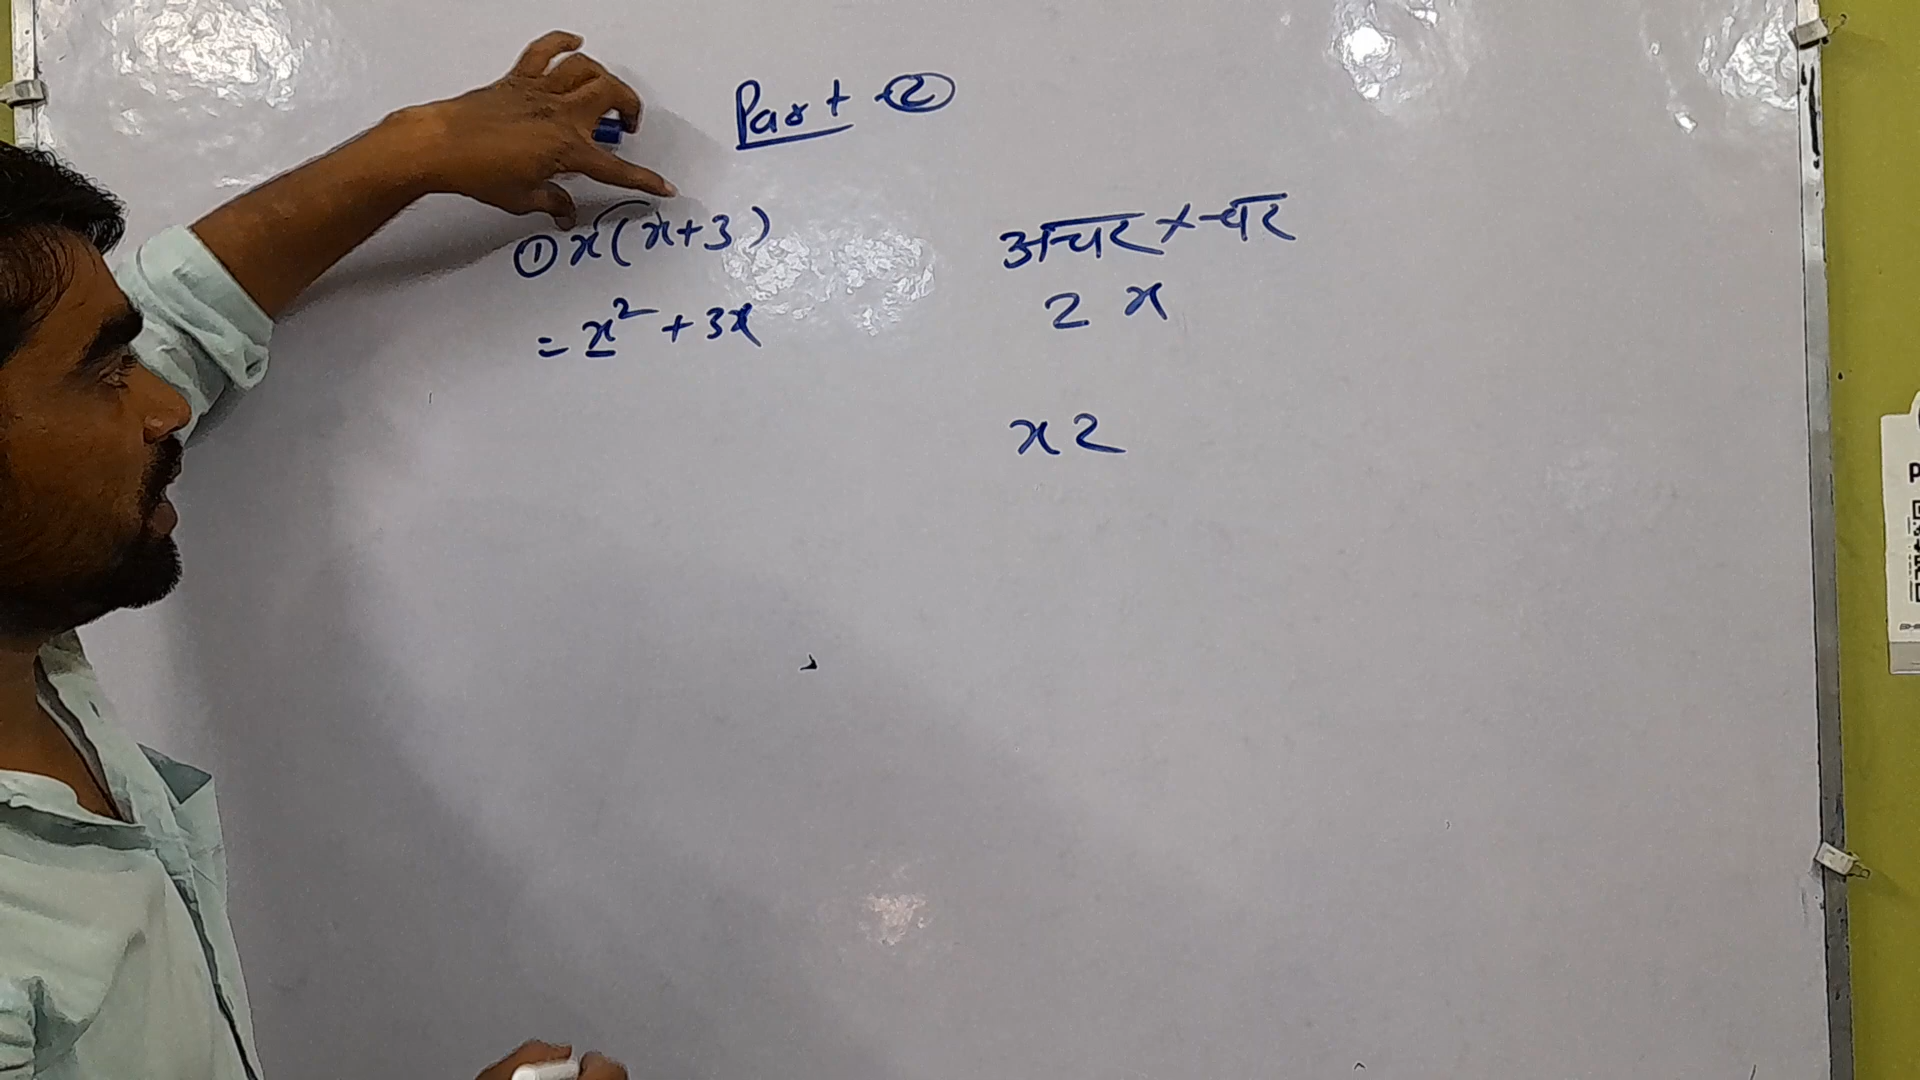 Part - ②
① x(x+3)
= x² + 3x
अचर × चर
2 x
x 2
P